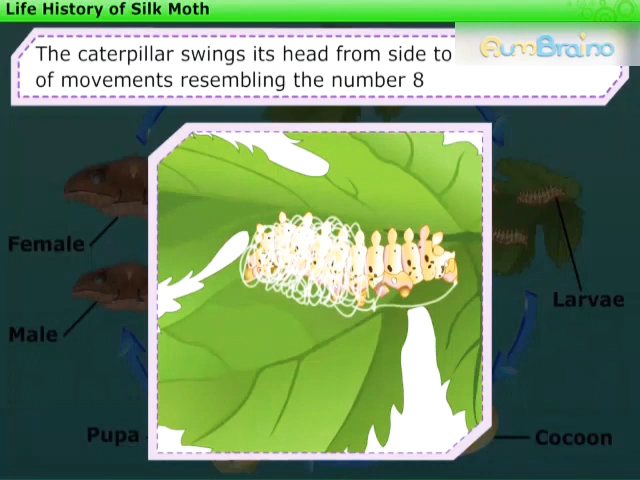 Life History of Silk Moth
The caterpillar swings its head from side to
of movements resembling the number 8
AumBraino
Female
Larvae
Male
Pupa
Cocoon